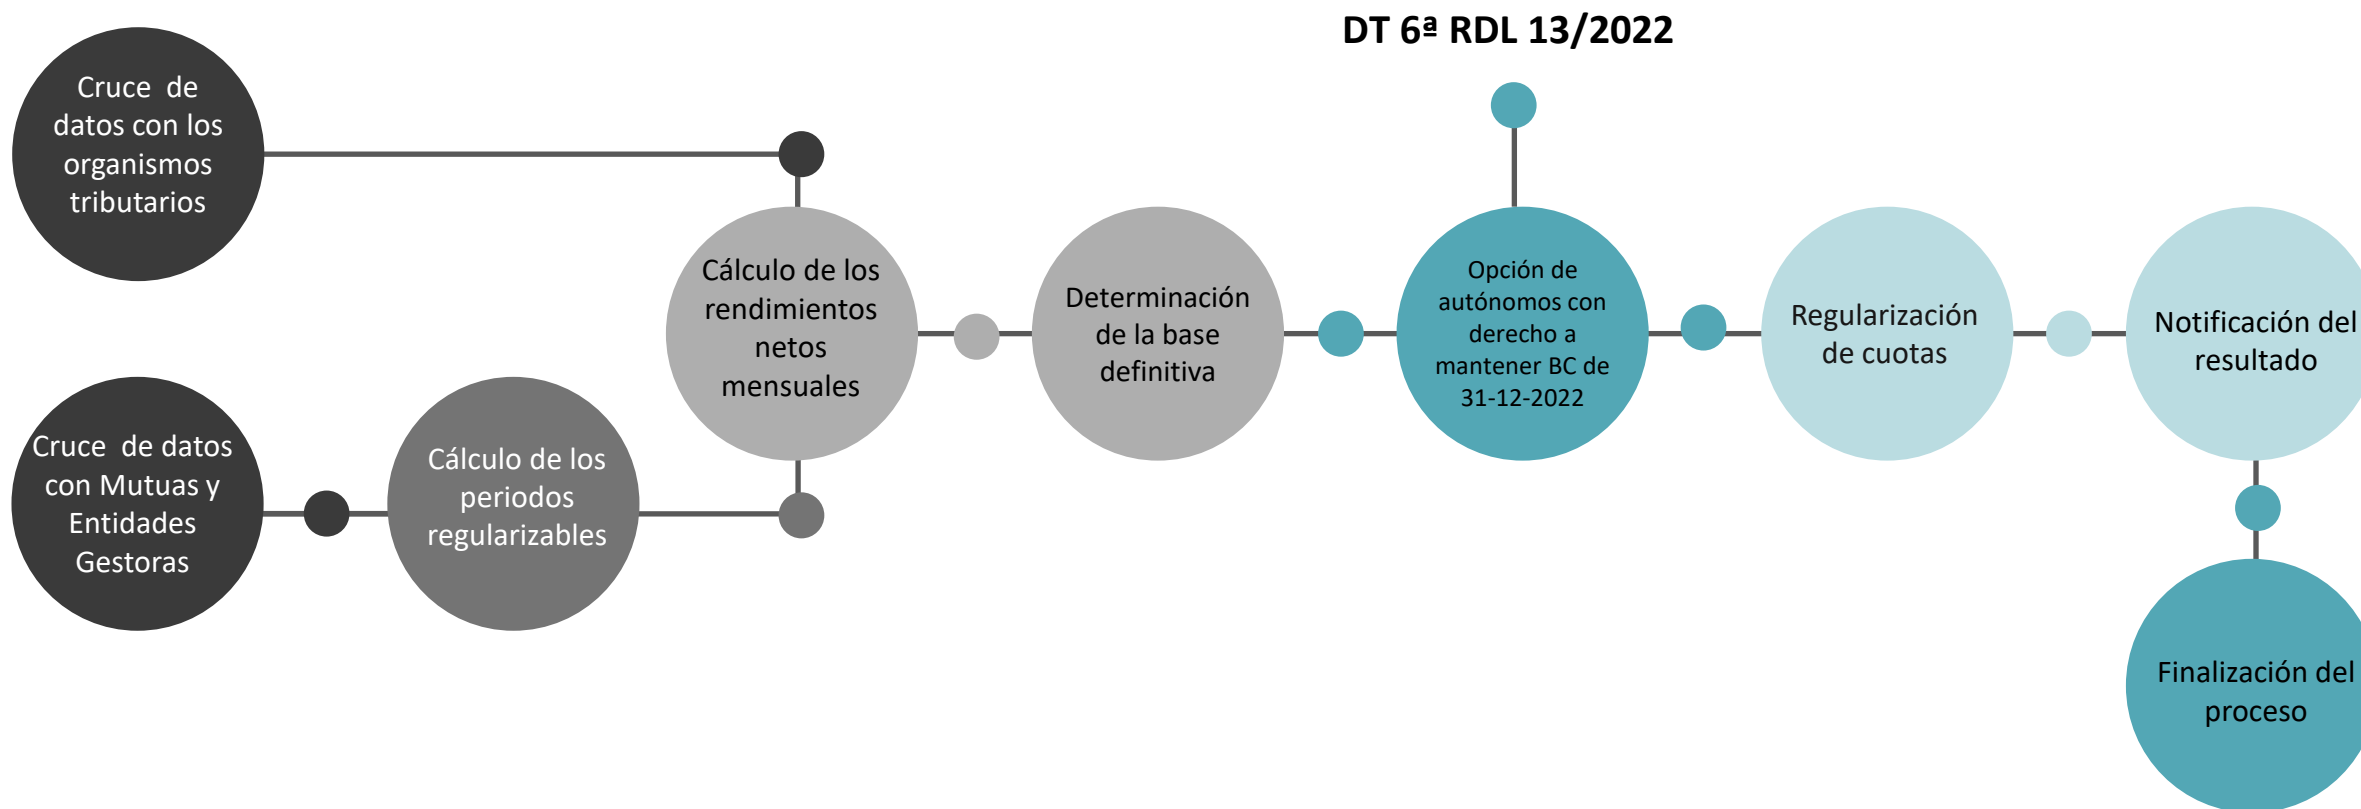 DT 6ª RDL 13/2022
Cruce de
datos con los
organismos
tributarios
Cruce de datos
con Mutuas y
Entidades
Gestoras
Cálculo de los
periodos
regularizables
Cálculo de los
rendimientos
netos
mensuales
Determinación
de la base
definitiva
Opción de
autónomos con
derecho a
mantener BC de
31-12-2022
Regularización
de cuotas
Notificación del
resultado
Finalización del
proceso